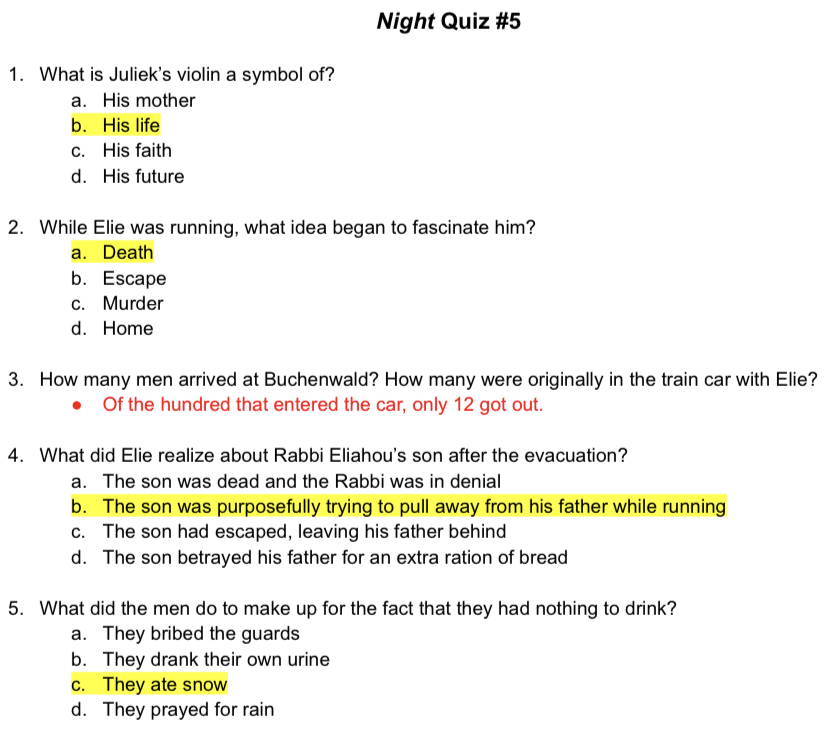 Night Quiz #5
1. What is Juliek's violin a symbol of?
a. His mother
b. His life
c. His faith
d. His future
2. While Elie was running, what idea began to fascinate him?
a. Death
b. Escape
c. Murder
d. Home
3. How many men arrived at Buchenwald? How many were originally in the train car with Elie?
● Of the hundred that entered the car, only 12 got out.
4. What did Elie realize about Rabbi Eliahou's son after the evacuation?
a. The son was dead and the Rabbi was in denial
b. The son was purposefully trying to pull away from his father while running
c. The son had escaped, leaving his father behind
d. The son betrayed his father for an extra ration of bread
5. What did the men do to make up for the fact that they had nothing to drink?
a. They bribed the guards
b. They drank their own urine
c. They ate snow
d. They prayed for rain